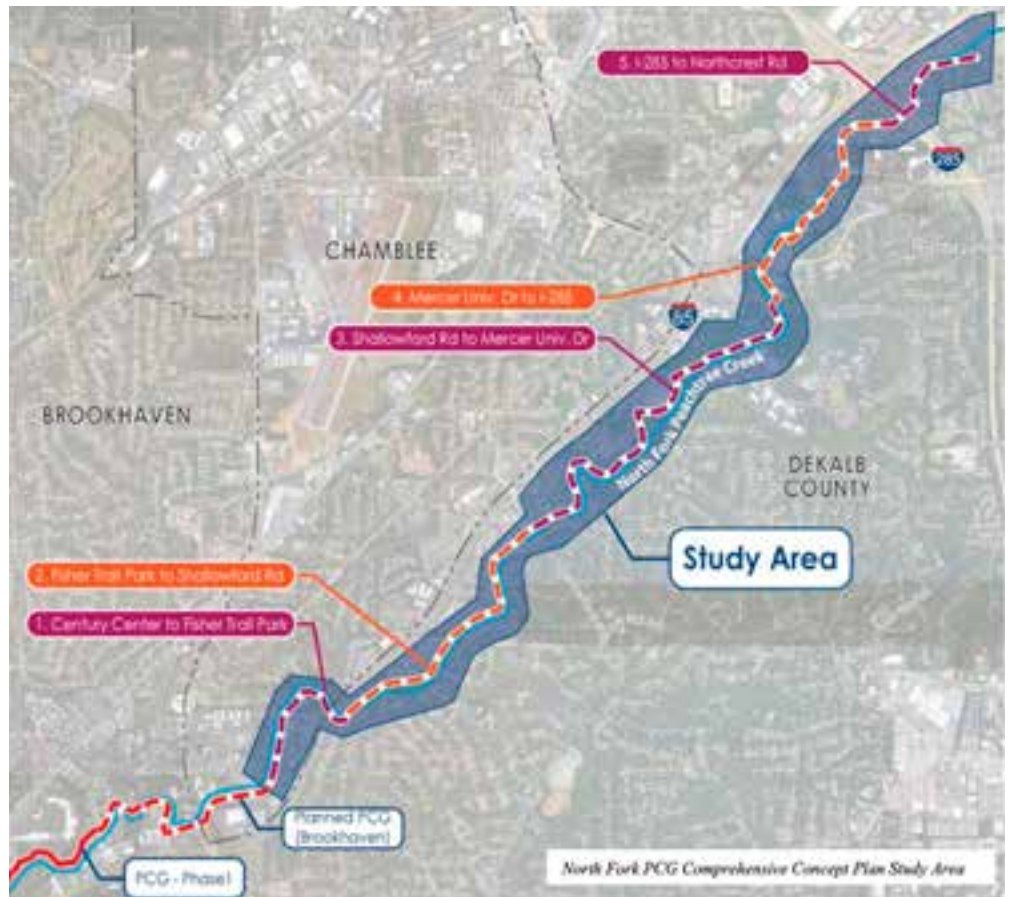 5. I-285 to Northcrest Rd
285
CHAMBLEE
4. Mercer Univ. Dr to I-285
85
3. Shallowford Rd to Mercer Univ. Dr
BROOKHAVEN
North Fork Peachtree Creek
DEKALB
COUNTY
Study Area
2. Fisher Trail Park to Shallowford Rd
1. Century Center to Fisher Trail Park
Planned PCG
(Brookhaven)
PCG - Phase I
North Fork PCG Comprehensive Concept Plan Study Area